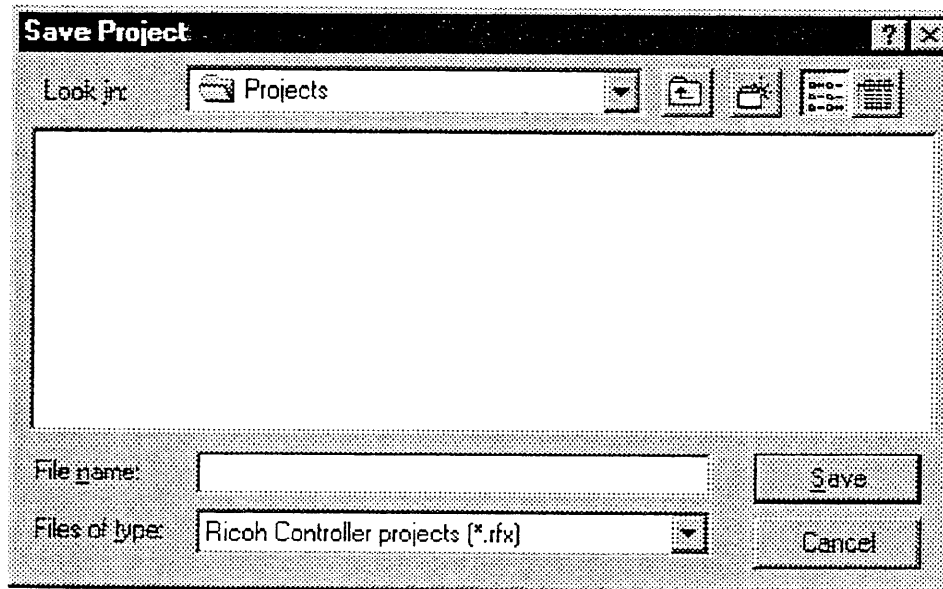 Save Project
Look in: Projects
File name:
Save
Files of type: Ricoh Controller projects (*.rfx)
Cancel